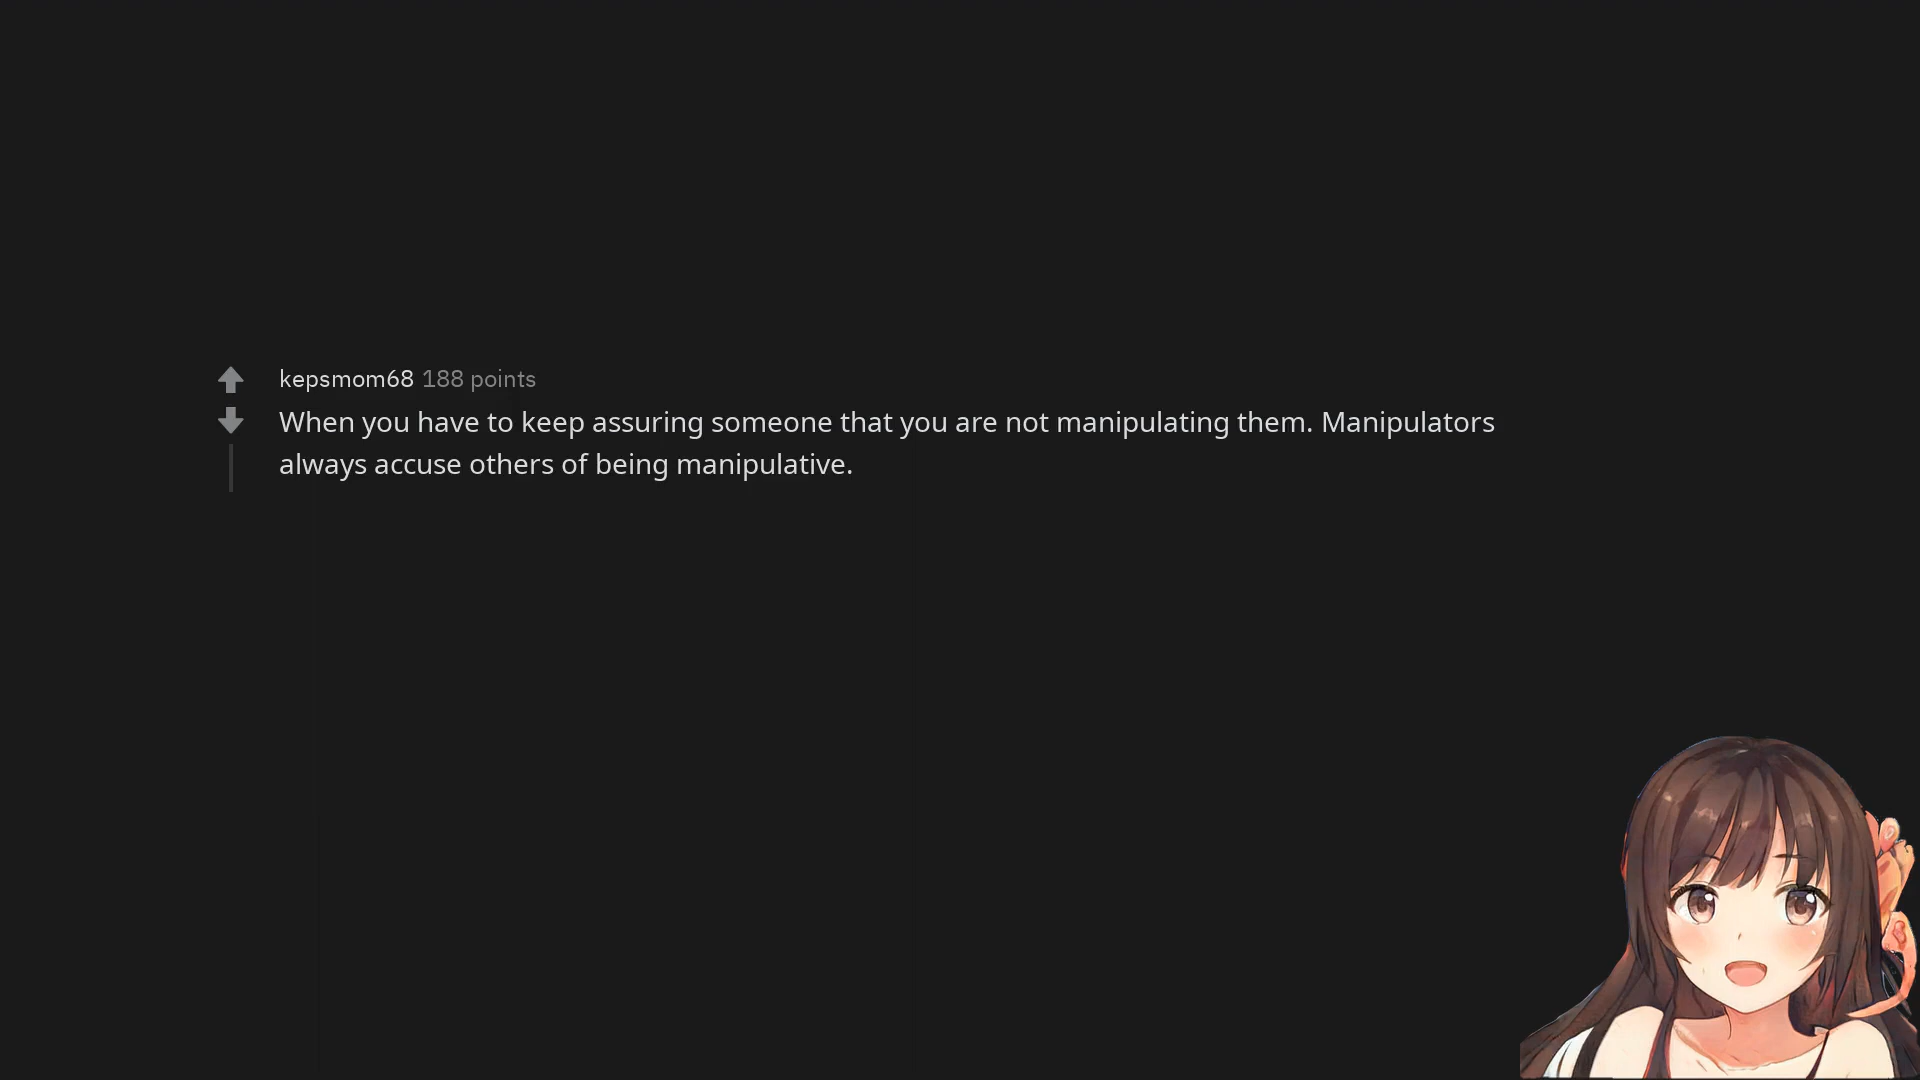 kepsmom68 188 points
When you have to keep assuring someone that you are not manipulating them. Manipulators
always accuse others of being manipulative.